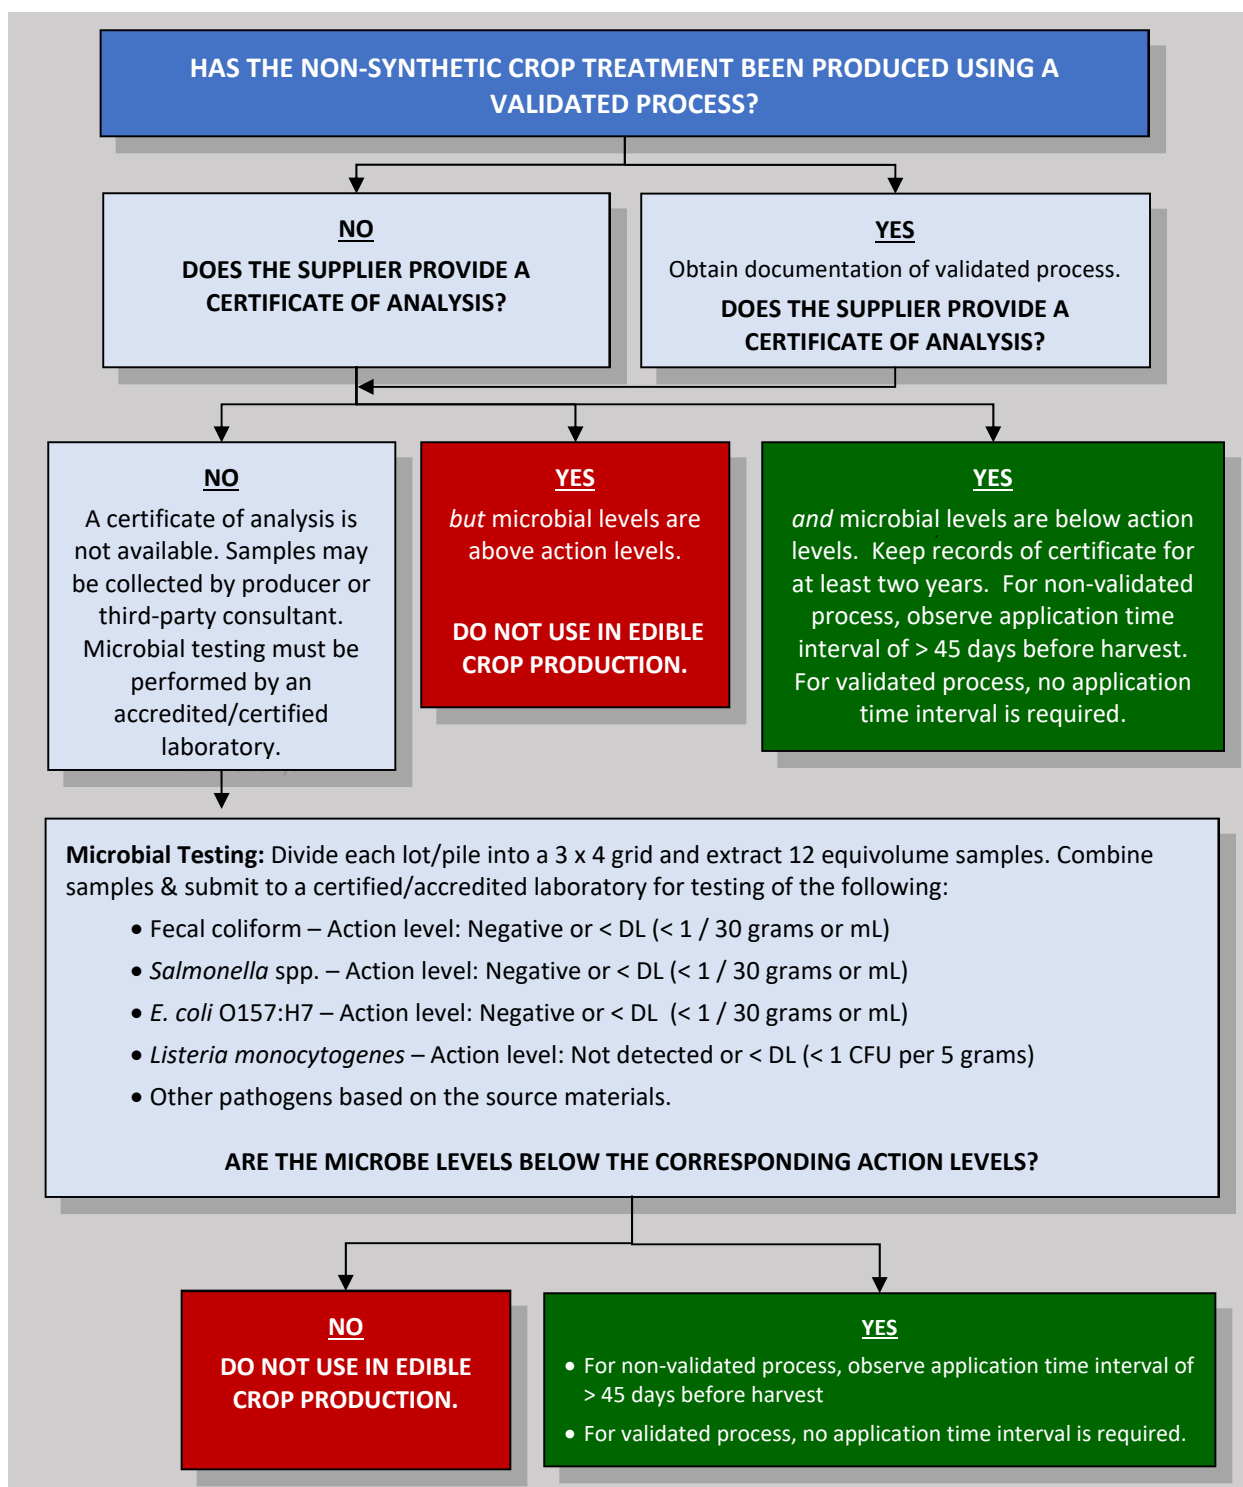 HAS THE NON-SYNTHETIC CROP TREATMENT BEEN PRODUCED USING A
VALIDATED PROCESS?
NO
DOES THE SUPPLIER PROVIDE A
CERTIFICATE OF ANALYSIS?
YES
Obtain documentation of validated process.
DOES THE SUPPLIER PROVIDE A
CERTIFICATE OF ANALYSIS?
NO
A certificate of analysis is
not available. Samples may
be collected by producer or
third-party consultant.
Microbial testing must be
performed by an
accredited/certified
laboratory.
YES
but microbial levels are
above action levels.
DO NOT USE IN EDIBLE
CROP PRODUCTION.
YES
and microbial levels are below action
levels.  Keep records of certificate for
at least two years.  For non-validated
process, observe application time
interval of > 45 days before harvest.
For validated process, no application
time interval is required.
Microbial Testing: Divide each lot/pile into a 3 x 4 grid and extract 12 equivolume samples. Combine
samples & submit to a certified/accredited laboratory for testing of the following:
• Fecal coliform – Action level: Negative or < DL (< 1 / 30 grams or mL)
• Salmonella spp. – Action level: Negative or < DL (< 1 / 30 grams or mL)
• E. coli O157:H7 – Action level: Negative or < DL  (< 1 / 30 grams or mL)
• Listeria monocytogenes – Action level: Not detected or < DL (< 1 CFU per 5 grams)
• Other pathogens based on the source materials.
ARE THE MICROBE LEVELS BELOW THE CORRESPONDING ACTION LEVELS?
NO
DO NOT USE IN EDIBLE
CROP PRODUCTION.
YES
• For non-validated process, observe application time interval of
> 45 days before harvest
• For validated process, no application time interval is required.